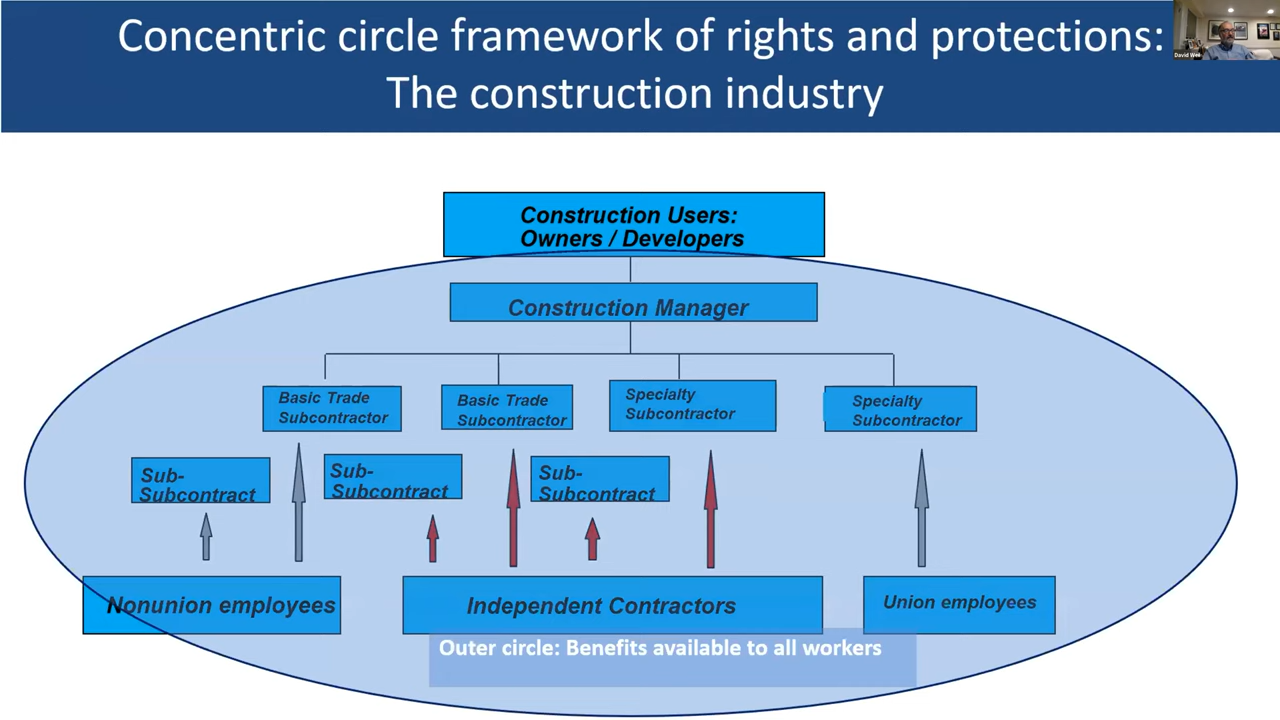 Concentric circle framework of rights and protections:
The construction industry
David Weil
Construction Users:
Owners / Developers
Construction Manager
Basic Trade
Subcontractor
Basic Trade
Subcontractor
Specialty
Subcontractor
Specialty
Subcontractor
Sub-
Subcontract
Sub-
Subcontract
Sub-
Subcontract
Nonunion employees
Independent Contractors
Union employees
Outer circle: Benefits available to all workers